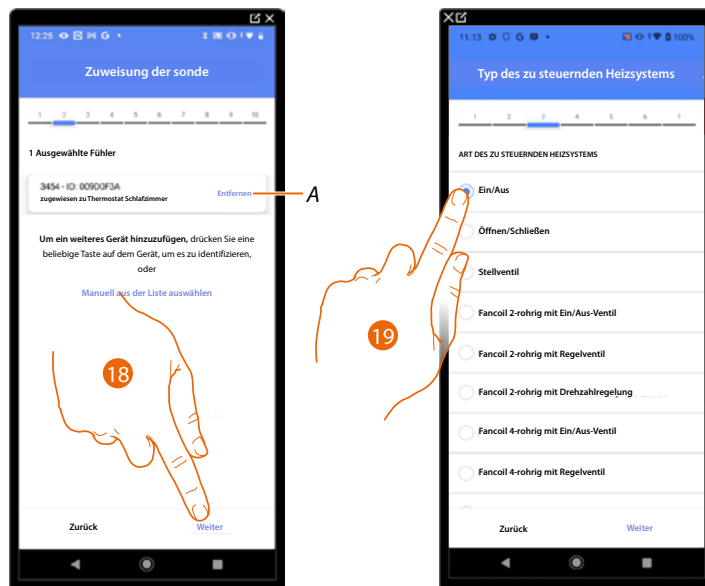 12:25
Zuweisung der sonde
1 2 3 4 5 6 7 8 9 10
1 Ausgewählte Fühler
3454 - ID: 00900F3A
zugewiesen zu Thermostat Schlafzimmer
Entfernen
A
Um ein weiteres Gerät hinzuzufügen, drücken Sie eine
beliebige Taste auf dem Gerät, um es zu identifizieren,
oder
Manuell aus der Liste auswählen
18
Zurück
Weiter
11:13
100%
Typ des zu steuernden Heizsystems
1 2 3 4 5 6 7
ART DES ZU STEUERNDEN HEIZSYSTEMS
Ein/Aus
Öffnen/Schließen
Stellventil
Fancoil 2-rohrig mit Ein/Aus-Ventil
19
Fancoil 2-rohrig mit Regelventil
Fancoil 2-rohrig mit Drehzahlregelung
Fancoil 4-rohrig mit Ein/Aus-Ventil
Fancoil 4-rohrig mit Regelventil
Zurück
Weiter